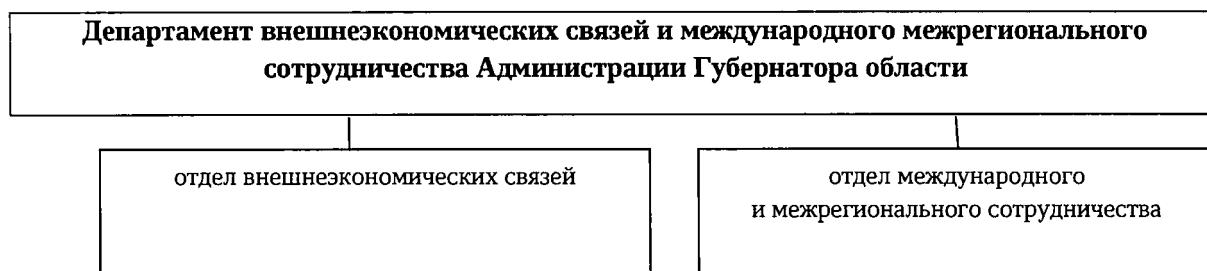 Департамент внешнеэкономических связей и международного межрегионального
сотрудничества Администрации Губернатора области
отдел внешнеэкономических связей
отдел международного
и межрегионального сотрудничества